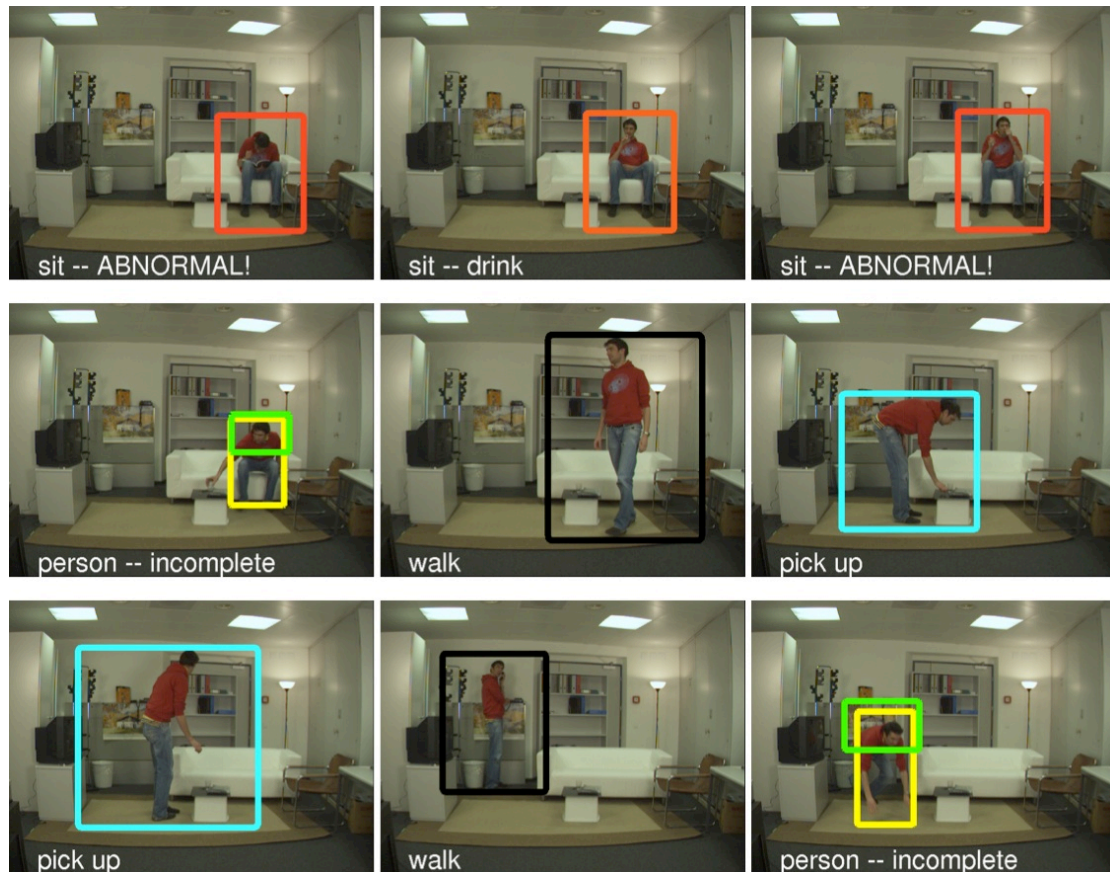 sit -- ABNORMAL!
sit -- drink
sit -- ABNORMAL!
person -- incomplete
walk
pick up
pick up
walk
person -- incomplete